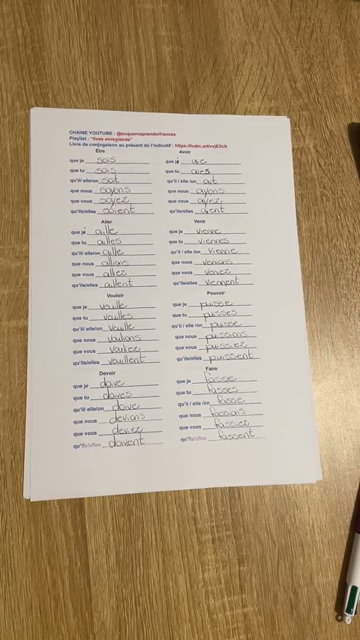 CHAINE YOUTUBE : @suquernaprenderfrances
Playlist : "lives enregistrés"
Livre de conjugaison au présent de l'indicatif :
Être
que je sois
que tu sois
qu'il/ elle/on soit
que nous soyons
que vous soyez
qu'ils/elles soient
Avoir
que j' aie
que tu aies
qu'il / elle /on ait
que nous ayons
que vous ayez
qu'ils/elles aient
Aller
que j' aille
que tu ailles
qu'il/ elle/on aille
que nous allions
que vous alliez
qu'ils/elles aillent
Venir
que je vienne
que tu viennes
qu'il / elle /on vienne
que nous venions
que vous veniez
qu'ils/elles viennent
Vouloir
que je veuille
que tu veuilles
qu'il/ elle/on veuille
que nous voulions
que vous vouliez
qu'ils/elles veuillent
Pouvoir
que je puisse
que tu puisses
qu'il / elle /on puisse
que nous puissions
que vous puissiez
qu'ils/elles puissent
Devoir
que je doive
que tu doives
qu'il/ elle/on doive
que nous devions
que vous deviez
qu'ils/elles doivent
Faire
que je fasse
que tu fasses
qu'il / elle /on fasse
que nous fassions
que vous fassiez
qu'ils/elles fassent